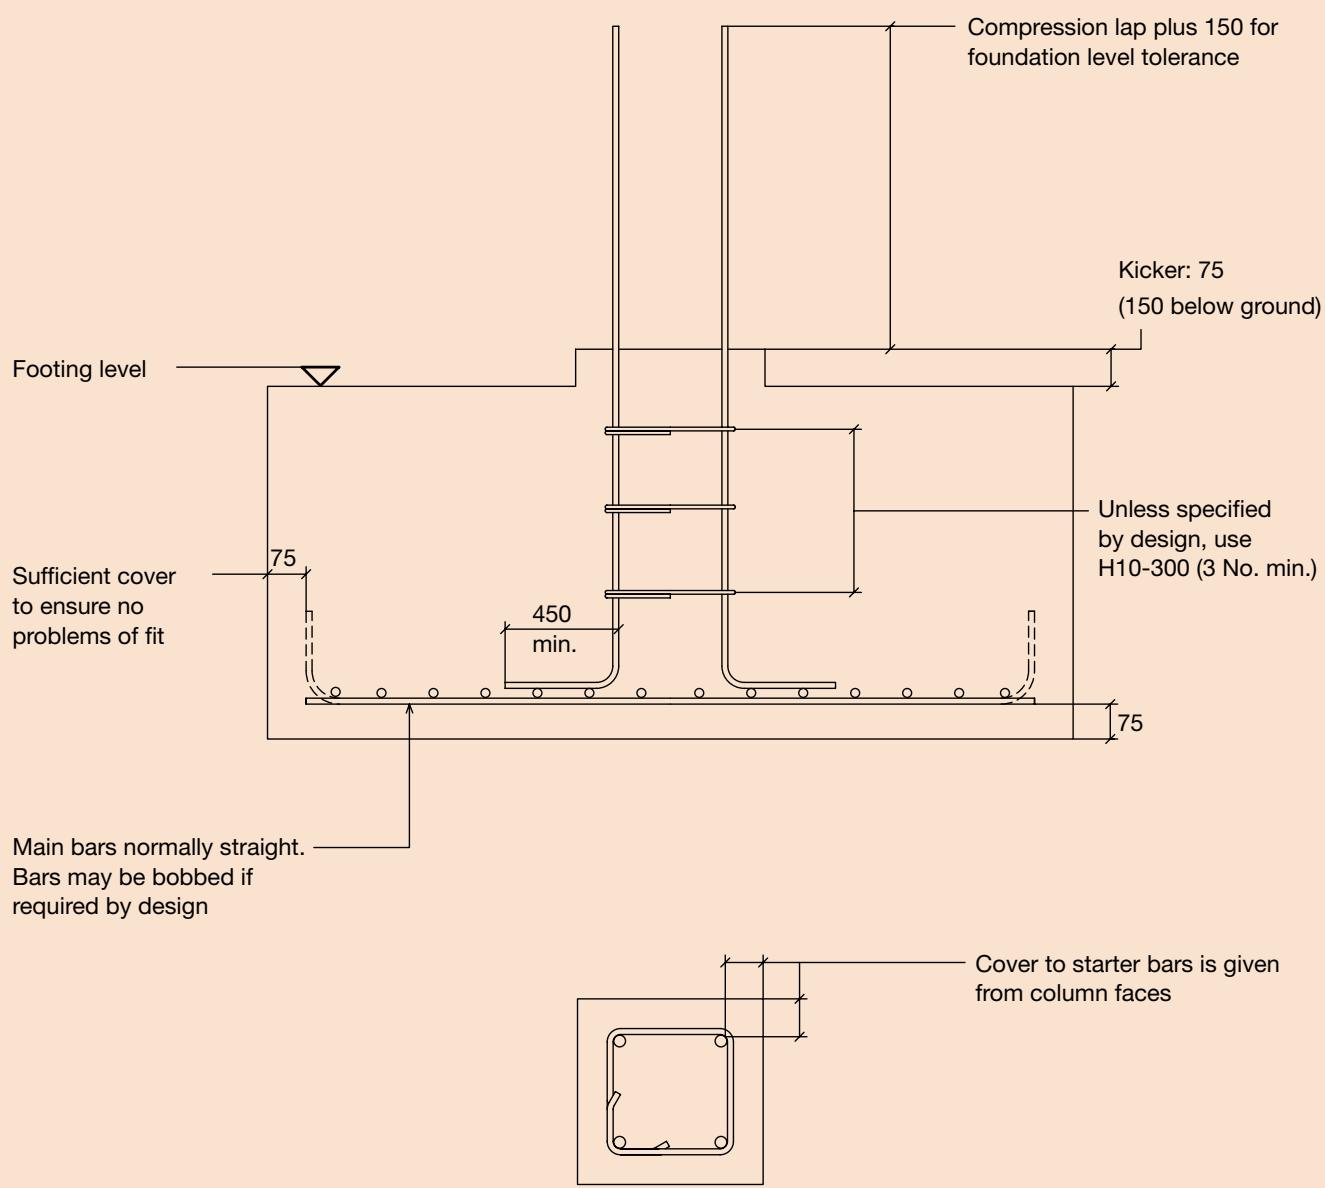 Compression lap plus 150 for
foundation level tolerance
Kicker: 75
(150 below ground)
Footing level
Unless specified
by design, use
H10-300 (3 No. min.)
75
Sufficient cover
to ensure no
problems of fit
450
min.
75
Main bars normally straight.
Bars may be bobbed if
required by design
Cover to starter bars is given
from column faces